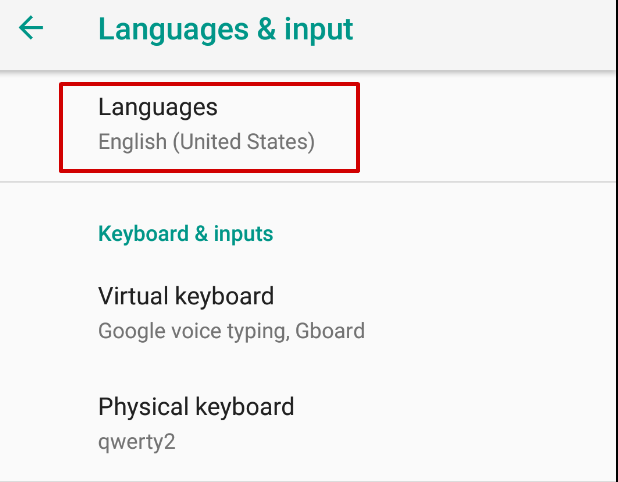 Languages & input
Languages
English (United States)
Keyboard & inputs
Virtual keyboard
Google voice typing, Gboard
Physical keyboard
qwerty2